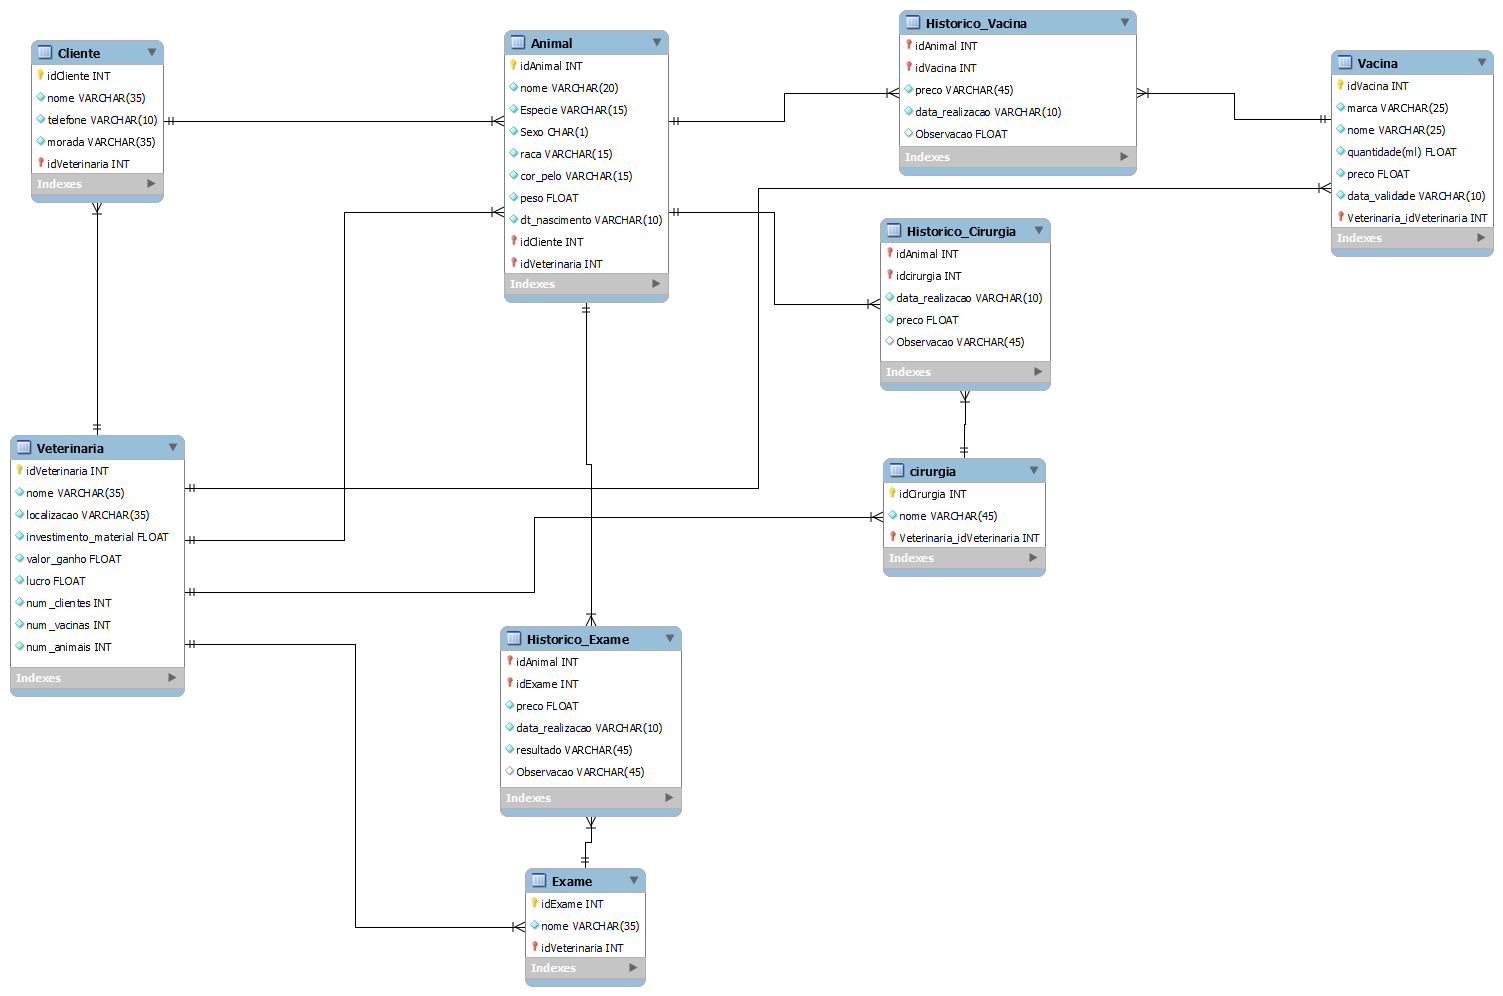 Cliente
idCliente INT
nome VARCHAR(35)
telefone VARCHAR(10)
morada VARCHAR(35)
idVeterinaria INT
Indexes
Animal
idAnimal INT
nome VARCHAR(20)
Especie VARCHAR(15)
Sexo CHAR(1)
raca VARCHAR(15)
cor_pelo VARCHAR(15)
peso FLOAT
dt_nascimento VARCHAR(10)
idCliente INT
idVeterinaria INT
Indexes
Historico_Vacina
idAnimal INT
idVacina INT
preco VARCHAR(45)
data_realizacao VARCHAR(10)
Observacao FLOAT
Indexes
Vacina
idVacina INT
marca VARCHAR(25)
nome VARCHAR(25)
quantidade(ml) FLOAT
preco FLOAT
data_validade VARCHAR(10)
Veterinaria_idVeterinaria INT
Indexes
Historico_Cirurgia
idAnimal INT
idcirurgia INT
data_realizacao VARCHAR(10)
preco FLOAT
Observacao VARCHAR(45)
Indexes
Veterinaria
idVeterinaria INT
nome VARCHAR(35)
localizacao VARCHAR(35)
investimento_material FLOAT
valor_ganho FLOAT
lucro FLOAT
num_clientes INT
num_vacinas INT
num_animais INT
Indexes
cirurgia
idCirurgia INT
nome VARCHAR(45)
Veterinaria_idVeterinaria INT
Indexes
Historico_Exame
idAnimal INT
idExame INT
preco FLOAT
data_realizacao VARCHAR(10)
resultado VARCHAR(45)
Observacao VARCHAR(45)
Indexes
Exame
idExame INT
nome VARCHAR(35)
idVeterinaria INT
Indexes